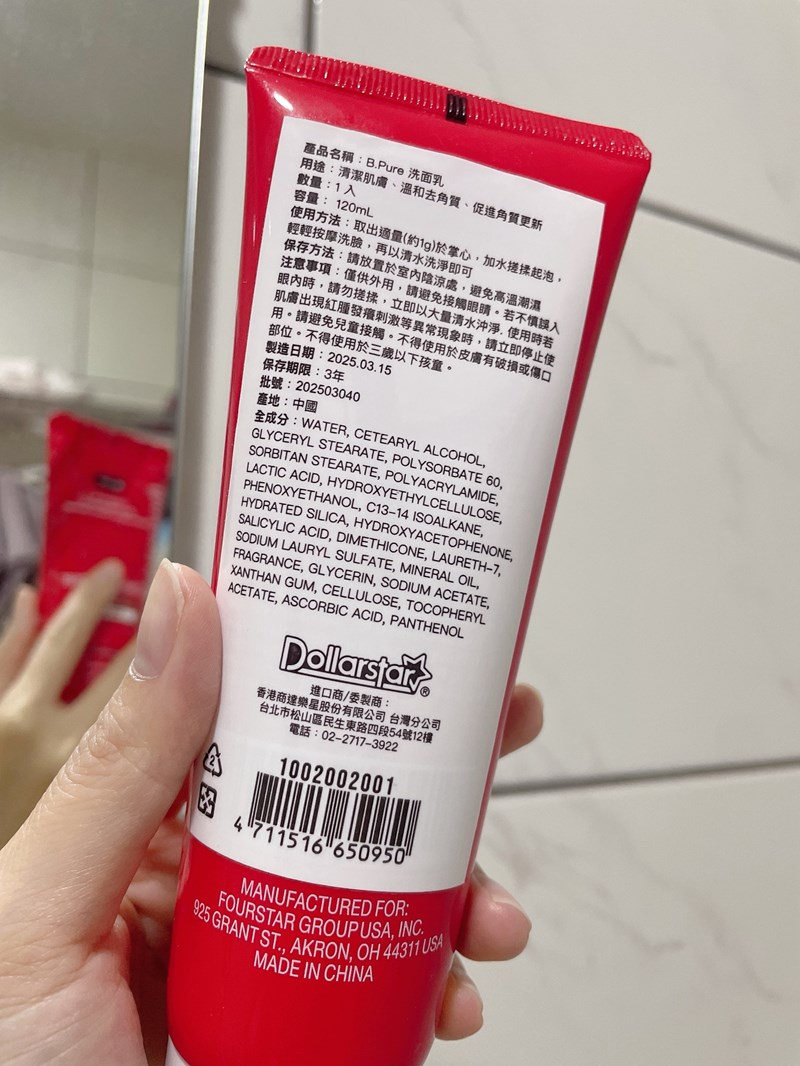 產品名稱：B.Pure 洗面乳
用途：清潔肌膚、溫和去角質、促進角質更新
數量：1 入
容量： 120mL
使用方法：取出適量(約1g)於掌心，加水搓揉起泡，
輕輕按摩洗臉，再以清水洗淨即可
保存方法：請放置於室內陰涼處，避免高溫潮濕
注意事項：僅供外用，請避免接觸眼睛。若不慎誤入
眼內時，請勿搓揉，立即以大量清水沖淨. 使用時若
肌膚出現紅腫發癢刺激等異常現象時，請立即停止使
用。請避免兒童接觸。不得使用於皮膚有破損或傷口
部位。不得使用於三歲以下孩童。
製造日期：2025.03.15
保存期限：3年
批號：202503040
產地：中國
全成分：WATER, CETEARYL ALCOHOL,
GLYCERYL STEARATE, POLYSORBATE 60,
SORBITAN STEARATE, POLYACRYLAMIDE,
LACTIC ACID, HYDROXYETHYLCELLULOSE,
PHENOXYETHANOL, C13-14 ISOALKANE,
HYDRATED SILICA, HYDROXYACETOPHENONE,
SALICYLIC ACID, DIMETHICONE, LAURETH-7,
SODIUM LAURYL SULFATE, MINERAL OIL,
FRAGRANCE, GLYCERIN, SODIUM ACETATE,
XANTHAN GUM, CELLULOSE, TOCOPHERYL
ACETATE, ASCORBIC ACID, PANTHENOL
Dollarstar®
進口商/委製商：
香港商達樂星股份有限公司 台灣分公司
台北市松山區民生東路四段54號12樓
電話：02-2717-3922
2
1002002001
4 711516 650950
MANUFACTURED FOR:
FOURSTAR GROUP USA, INC.
925 GRANT ST., AKRON, OH 44311 USA
MADE IN CHINA